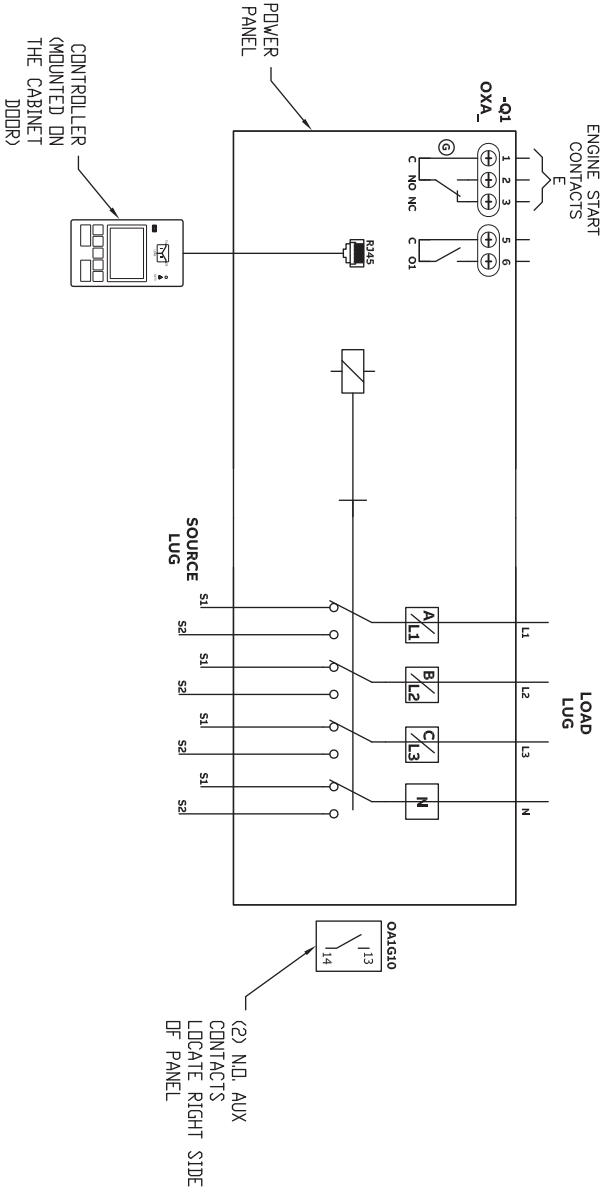 ENGINE START
CONTACTS
E
-Q1
OXA_
1
2
3
5
6
G
C
NO
NC
C
O1
POWER
PANEL
RJ45
CONTROLLER
(MOUNTED ON
THE CABINET
DOOR)
LOAD
LUG
L1
L2
L3
N
A
L1
B
L2
C
L3
N
SOURCE
LUG
S1
S2
S1
S2
S1
S2
S1
S2
OA1G10
13
14
(2) N.O. AUX
CONTACTS
LOCATE RIGHT SIDE
OF PANEL